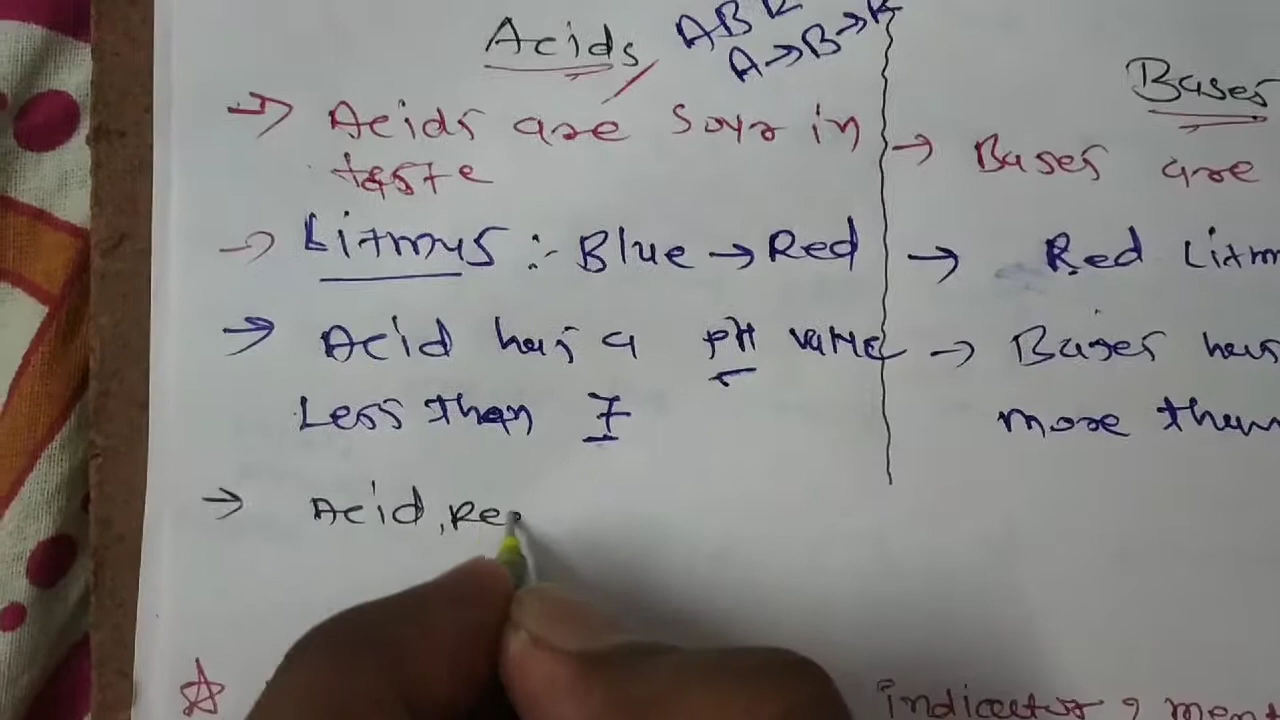 Acids
ABR
A→B→R
→ Acids are Sour in
taste
→ Litmus :- Blue → Red
→ Acid has a pH value
Less than 7
→ Acid, Re
Bases
→ Bases are
→ Red Litm
→ Bases has
more than
☆
indicator ?